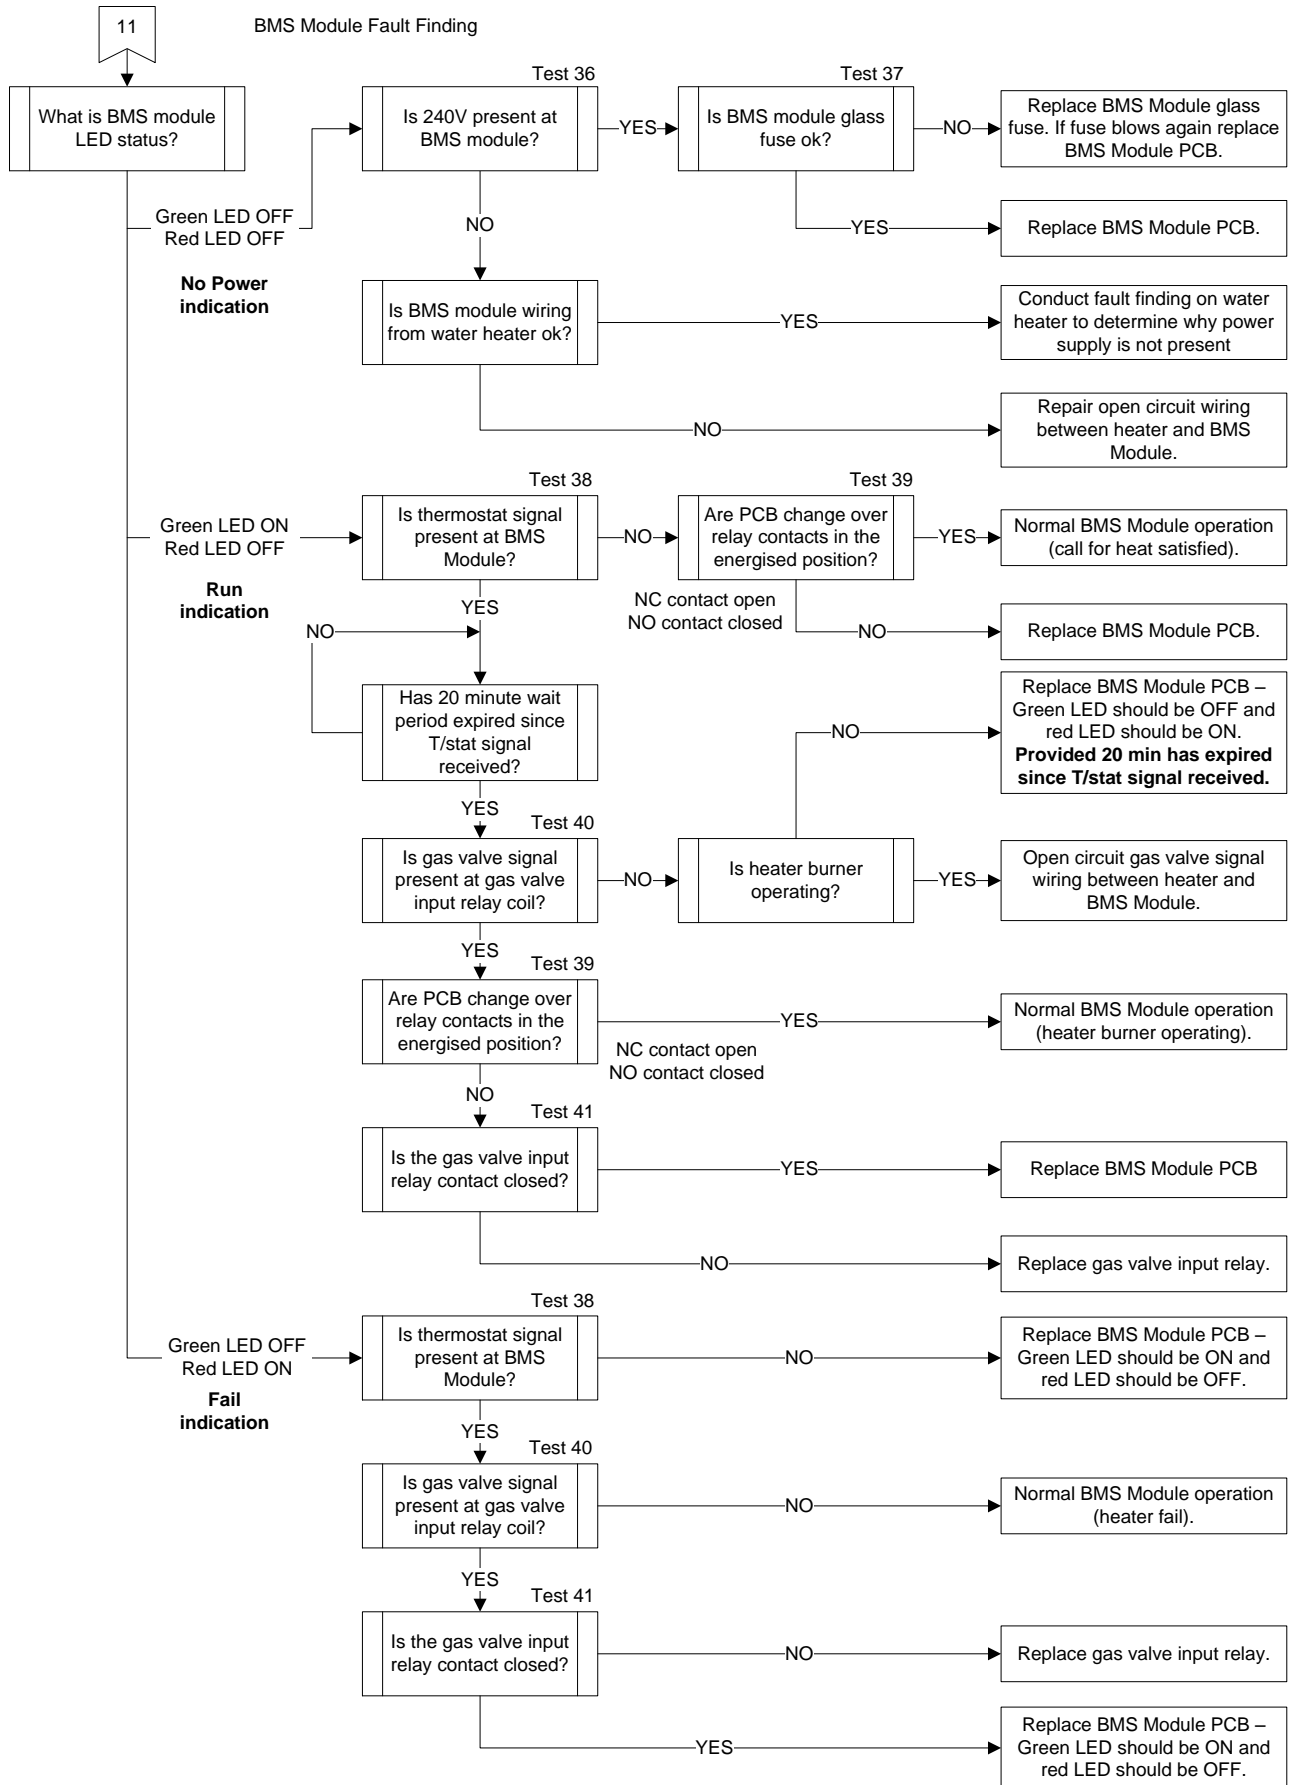 11
BMS Module Fault Finding
What is BMS module
LED status?
Green LED OFF
Red LED OFF
No Power
indication
Test 36
Is 240V present at
BMS module?
YES
Test 37
Is BMS module glass
fuse ok?
NO
Replace BMS Module glass
fuse. If fuse blows again replace
BMS Module PCB.
YES
Replace BMS Module PCB.
NO
Is BMS module wiring
from water heater ok?
YES
Conduct fault finding on water
heater to determine why power
supply is not present
NO
Repair open circuit wiring
between heater and BMS
Module.
Green LED ON
Red LED OFF
Run
indication
Test 38
Is thermostat signal
present at BMS
Module?
NO
Test 39
Are PCB change over
relay contacts in the
energised position?
YES
Normal BMS Module operation
(call for heat satisfied).
NC contact open
NO contact closed
NO
Replace BMS Module PCB.
YES
NO
Has 20 minute wait
period expired since
T/stat signal
received?
YES
Test 40
Is gas valve signal
present at gas valve
input relay coil?
NO
Is heater burner
operating?
NO
Replace BMS Module PCB –
Green LED should be OFF and
red LED should be ON.
Provided 20 min has expired
since T/stat signal received.
YES
Open circuit gas valve signal
wiring between heater and
BMS Module.
YES
Test 39
Are PCB change over
relay contacts in the
energised position?
YES
NC contact open
NO contact closed
Normal BMS Module operation
(heater burner operating).
NO
Test 41
Is the gas valve input
relay contact closed?
YES
Replace BMS Module PCB
NO
Replace gas valve input relay.
Green LED OFF
Red LED ON
Fail
indication
Test 38
Is thermostat signal
present at BMS
Module?
NO
Replace BMS Module PCB –
Green LED should be ON and
red LED should be OFF.
YES
Test 40
Is gas valve signal
present at gas valve
input relay coil?
NO
Normal BMS Module operation
(heater fail).
YES
Test 41
Is the gas valve input
relay contact closed?
NO
Replace gas valve input relay.
YES
Replace BMS Module PCB –
Green LED should be ON and
red LED should be OFF.